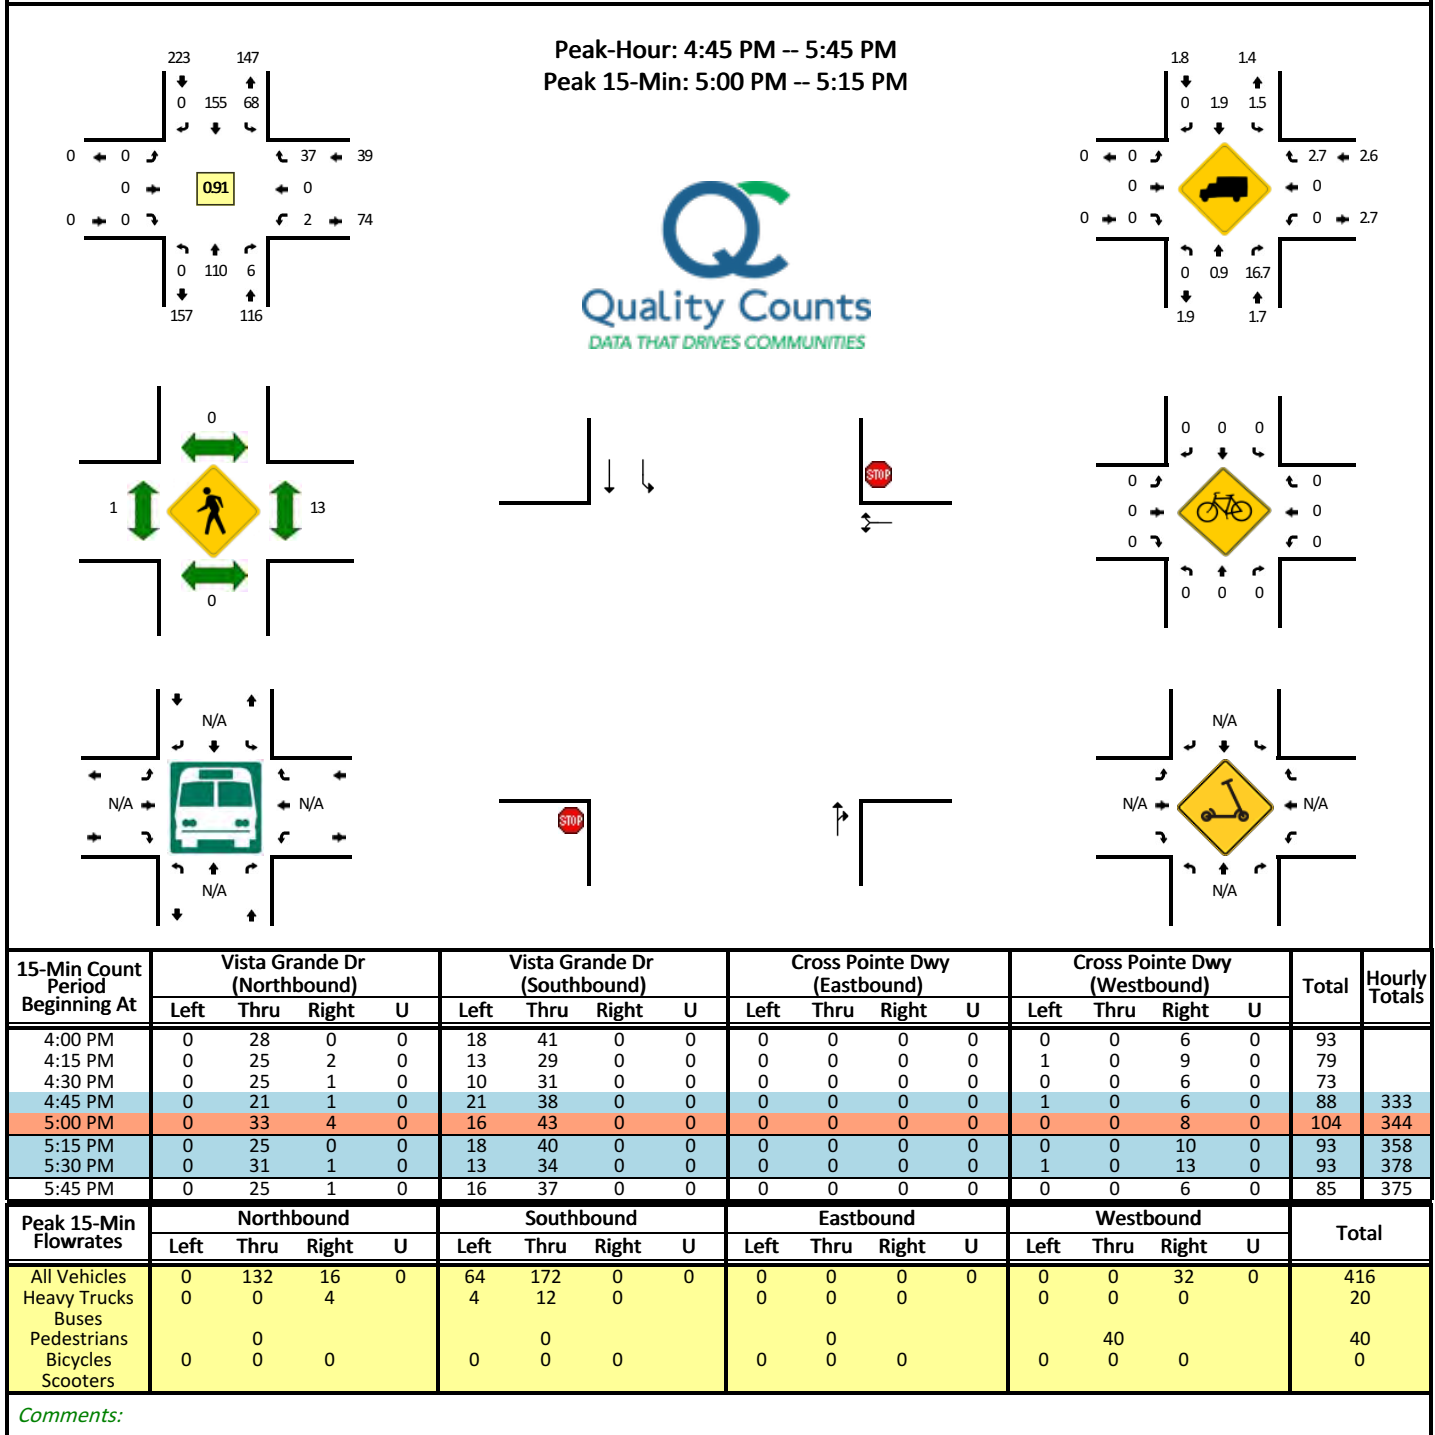 Peak-Hour: 4:45 PM -- 5:45 PM
Peak 15-Min: 5:00 PM -- 5:15 PM
223 147
0 155 68
0 0 37 39
0 0.91 0
0 0 2 74
0 110 6
157 116
1.8 1.4
0 1.9 1.5
0 0 2.7 2.6
0 0
0 0 0 2.7
0 0.9 16.7
1.9 1.7
QC
Quality Counts
DATA THAT DRIVES COMMUNITIES
0
1 13
0
STOP
0 0 0
0 0
0 0
0 0
0 0 0
N/A
N/A N/A
N/A
STOP
N/A
N/A N/A
N/A
15-Min Count Period Beginning At Vista Grande Dr (Northbound) Vista Grande Dr (Southbound) Cross Pointe Dwy (Eastbound) Cross Pointe Dwy (Westbound) Total Hourly Totals
Left Thru Right U Left Thru Right U Left Thru Right U Left Thru Right U
4:00 PM 0 28 0 0 18 41 0 0 0 0 0 0 0 0 6 0 93
4:15 PM 0 25 2 0 13 29 0 0 0 0 0 0 1 0 9 0 79
4:30 PM 0 25 1 0 10 31 0 0 0 0 0 0 0 0 6 0 73
4:45 PM 0 21 1 0 21 38 0 0 0 0 0 0 1 0 6 0 88 333
5:00 PM 0 33 4 0 16 43 0 0 0 0 0 0 0 0 8 0 104 344
5:15 PM 0 25 0 0 18 40 0 0 0 0 0 0 0 0 10 0 93 358
5:30 PM 0 31 1 0 13 34 0 0 0 0 0 0 1 0 13 0 93 378
5:45 PM 0 25 1 0 16 37 0 0 0 0 0 0 0 0 6 0 85 375
Peak 15-Min Flowrates Northbound Southbound Eastbound Westbound Total
Left Thru Right U Left Thru Right U Left Thru Right U Left Thru Right U
All Vehicles 0 132 16 0 64 172 0 0 0 0 0 0 0 0 32 0 416
Heavy Trucks 0 0 4 4 12 0 0 0 0 0 0 0 20
Buses
Pedestrians 0 0 0 40 40
Bicycles 0 0 0 0 0 0 0 0 0 0 0 0 0
Scooters
Comments: